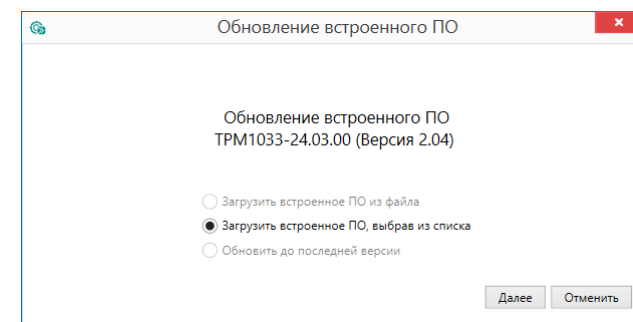 Обновление встроенного ПО
Обновление встроенного ПО
ТРМ1033-24.03.00 (Версия 2.04)
Загрузить встроенное ПО из файла
Загрузить встроенное ПО, выбрав из списка
Обновить до последней версии
Далее Отменить